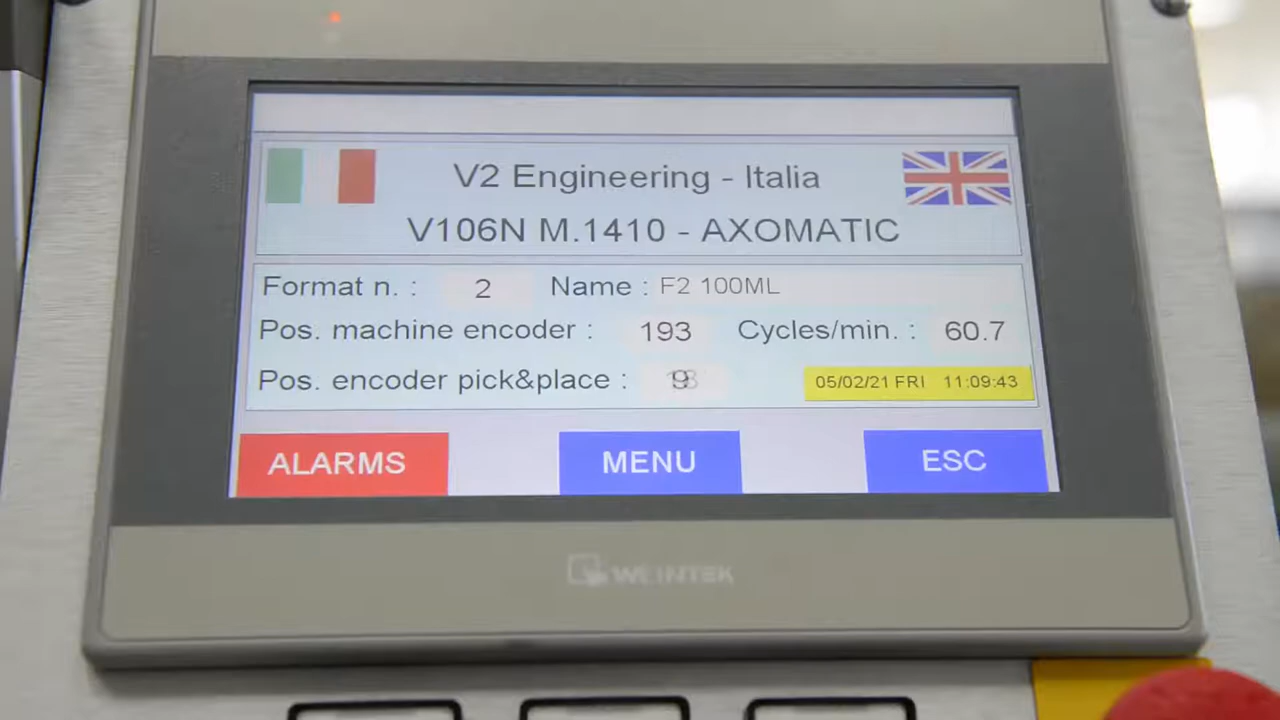 V2 Engineering - Italia
V106N M.1410 - AXOMATIC
Format n. : 2 Name : F2 100ML
Pos. machine encoder : 193 Cycles/min. : 60.7
Pos. encoder pick&place :
05/02/21 FRI 11:09:43
ALARMS MENU ESC
WEINTEK